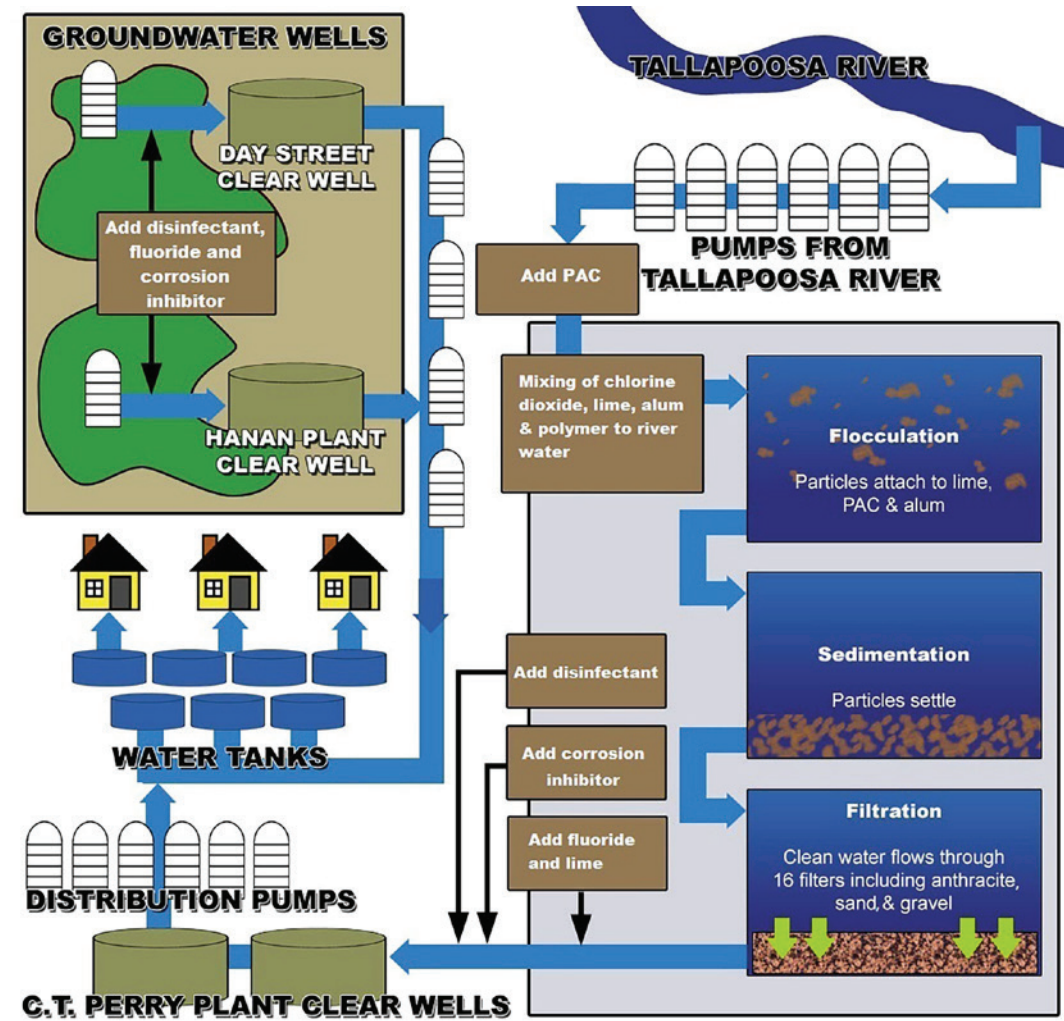 GROUNDWATER WELLS
DAY STREET
CLEAR WELL
Add disinfectant,
fluoride and
corrosion
inhibitor
HANAN PLANT
CLEAR WELL
TALLAPOOSA RIVER
PUMPS FROM
TALLAPOOSA RIVER
Add PAC
Mixing of chlorine
dioxide, lime, alum
& polymer to river
water
Flocculation
Particles attach to lime,
PAC & alum
Sedimentation
Particles settle
Filtration
Clean water flows through
16 filters including anthracite,
sand, & gravel
Add disinfectant
Add corrosion
inhibitor
Add fluoride
and lime
WATER TANKS
DISTRIBUTION PUMPS
C.T. PERRY PLANT CLEAR WELLS